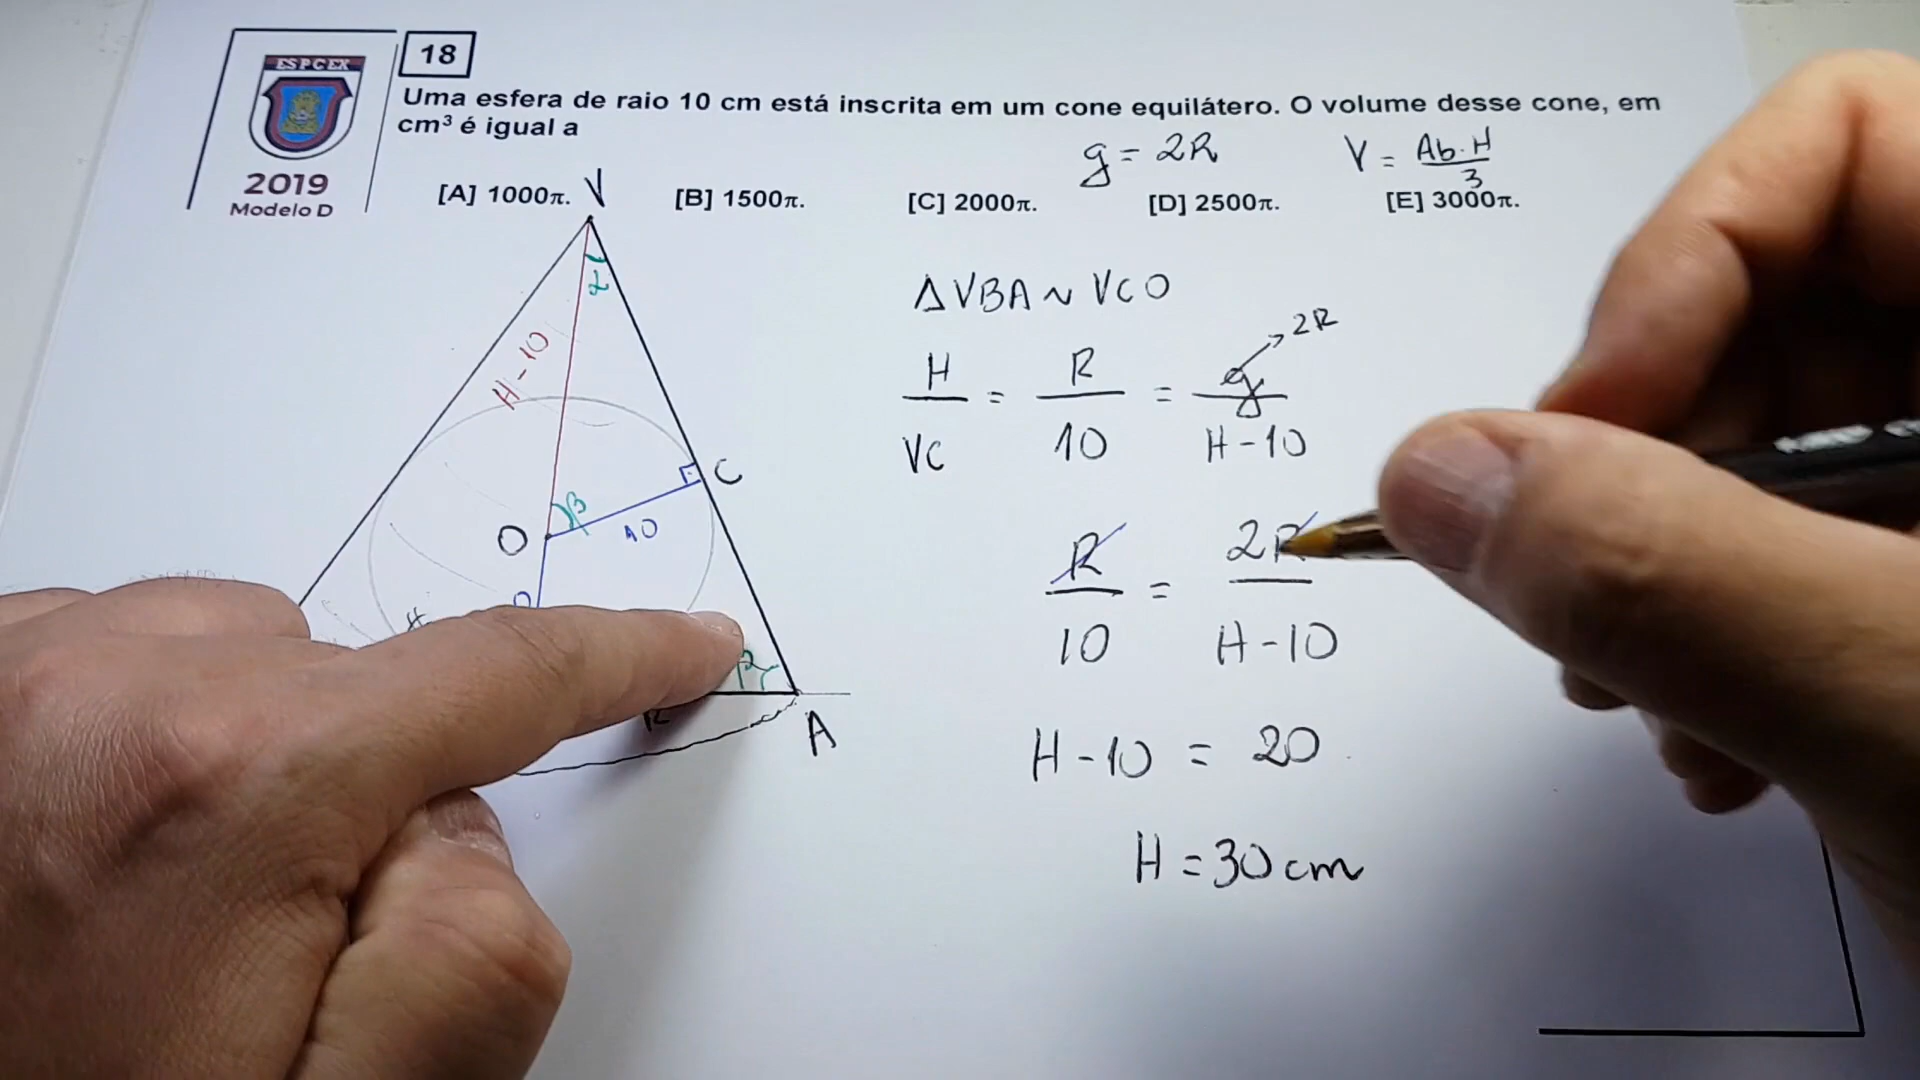 ESPCEX
2019
Modelo D
18
Uma esfera de raio 10 cm está inscrita em um cone equilátero. O volume desse cone, em
cm³ é igual a
g = 2R
V = Ab.H / 3
[A] 1000π.
[B] 1500π.
[C] 2000π.
[D] 2500π.
[E] 3000π.
V
H - 10
β
C
O
10
R
A
Δ VBA ~ VCO
H / VC = R / 10 = g / H - 10
2R
R / 10 = 2R / H - 10
H - 10 = 20
H = 30 cm